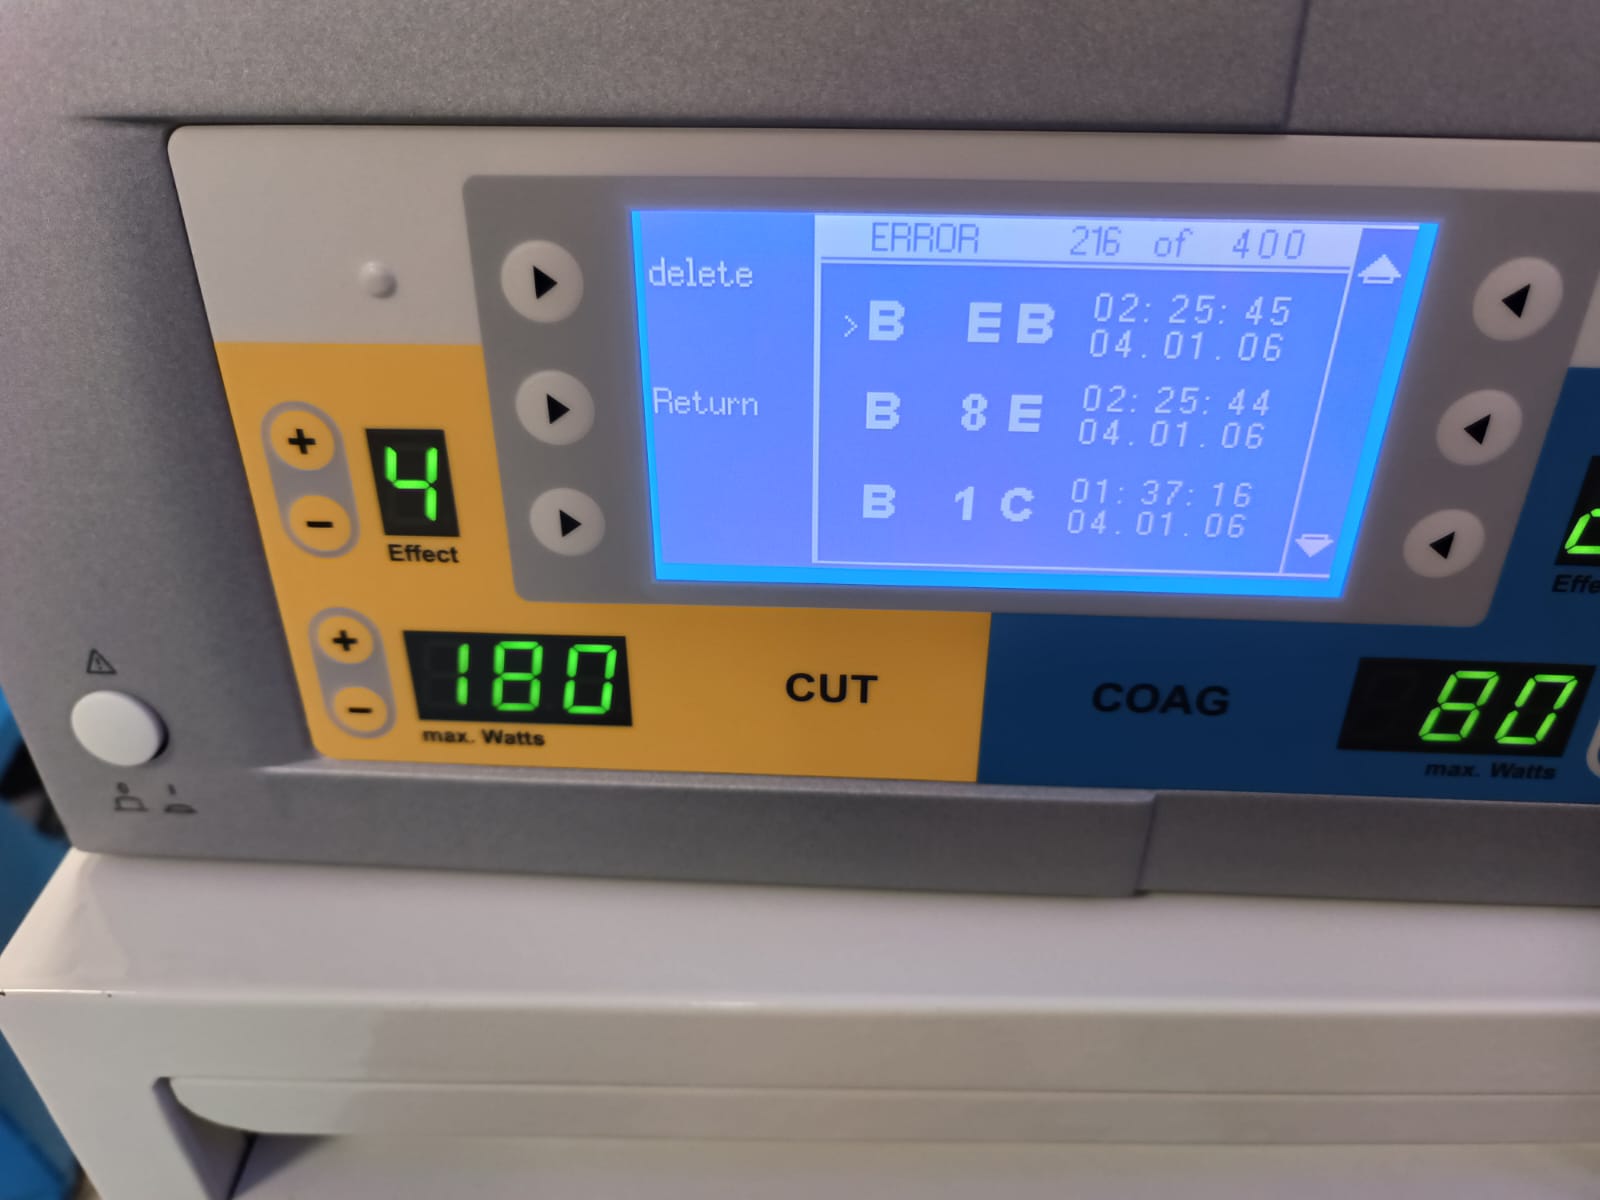 ERROR 216 of 400
delete
>B EB 02:25:45
04.01.06
B 8E 02:25:44
04.01.06
Return
B 1C 01:37:16
04.01.06
+
4
−
Effect
+
180
−
max. Watts
CUT
COAG
80
max. Watts
0 I